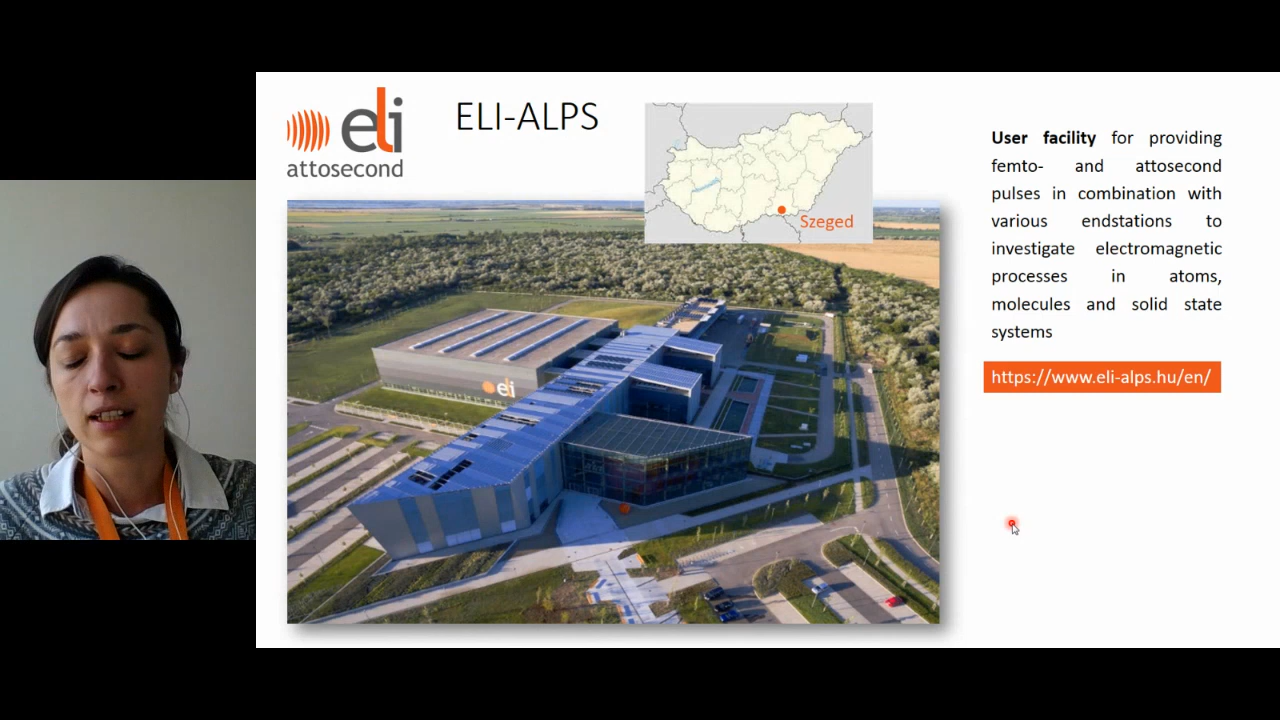 eli
attosecond
ELI-ALPS
Szeged
eli
User facility for providing
femto- and attosecond
pulses in combination with
various endstations to
investigate electromagnetic
processes in atoms,
molecules and solid state
systems
https://www.eli-alps.hu/en/